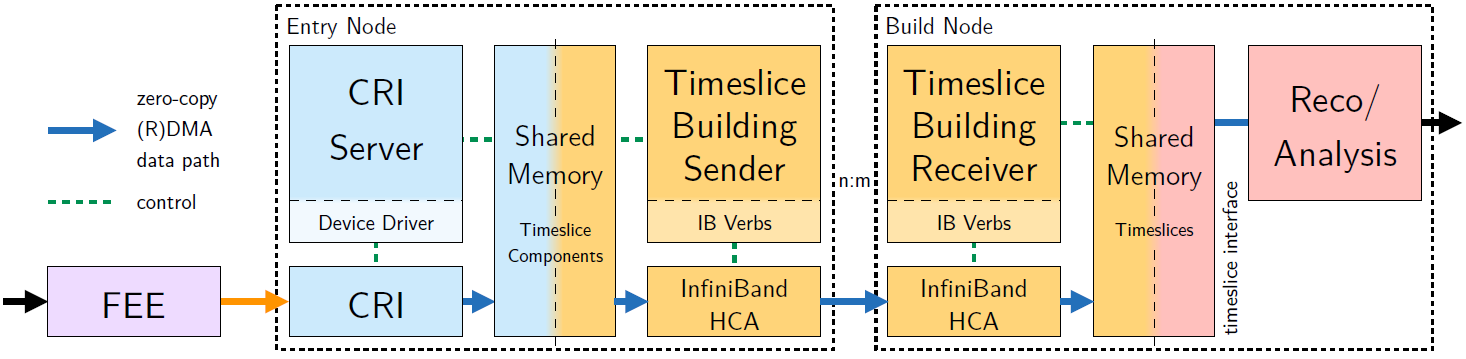 zero-copy
(R)DMA
data path
control
FEE
Entry Node
CRI
Server
Device Driver
CRI
Shared
Memory
Timeslice
Components
Timeslice
Building
Sender
IB Verbs
InfiniBand
HCA
n:m
Build Node
Timeslice
Building
Receiver
IB Verbs
InfiniBand
HCA
Shared
Memory
Timeslices
timeslice interface
Reco/
Analysis